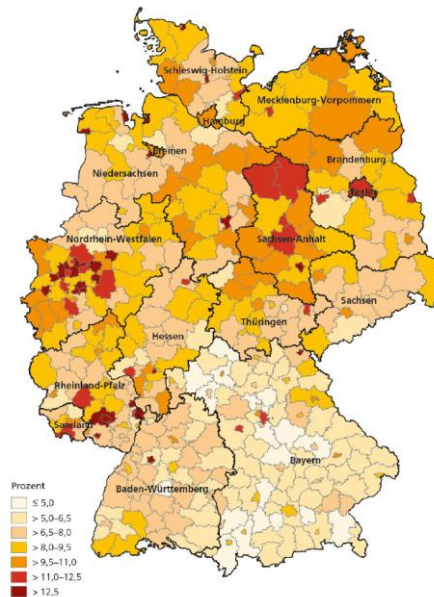 Schleswig-Holstein
Mecklenburg-Vorpommern
Hamburg
Bremen
Brandenburg
Niedersachsen
Berlin
Nordrhein-Westfalen
Sachsen-Anhalt
Sachsen
Hessen
Thüringen
Rheinland-Pfalz
Saarland
Bayern
Baden-Württemberg
Prozent
≤ 5,0
> 5,0–6,5
> 6,5–8,0
> 8,0–9,5
> 9,5–11,0
> 11,0–12,5
> 12,5